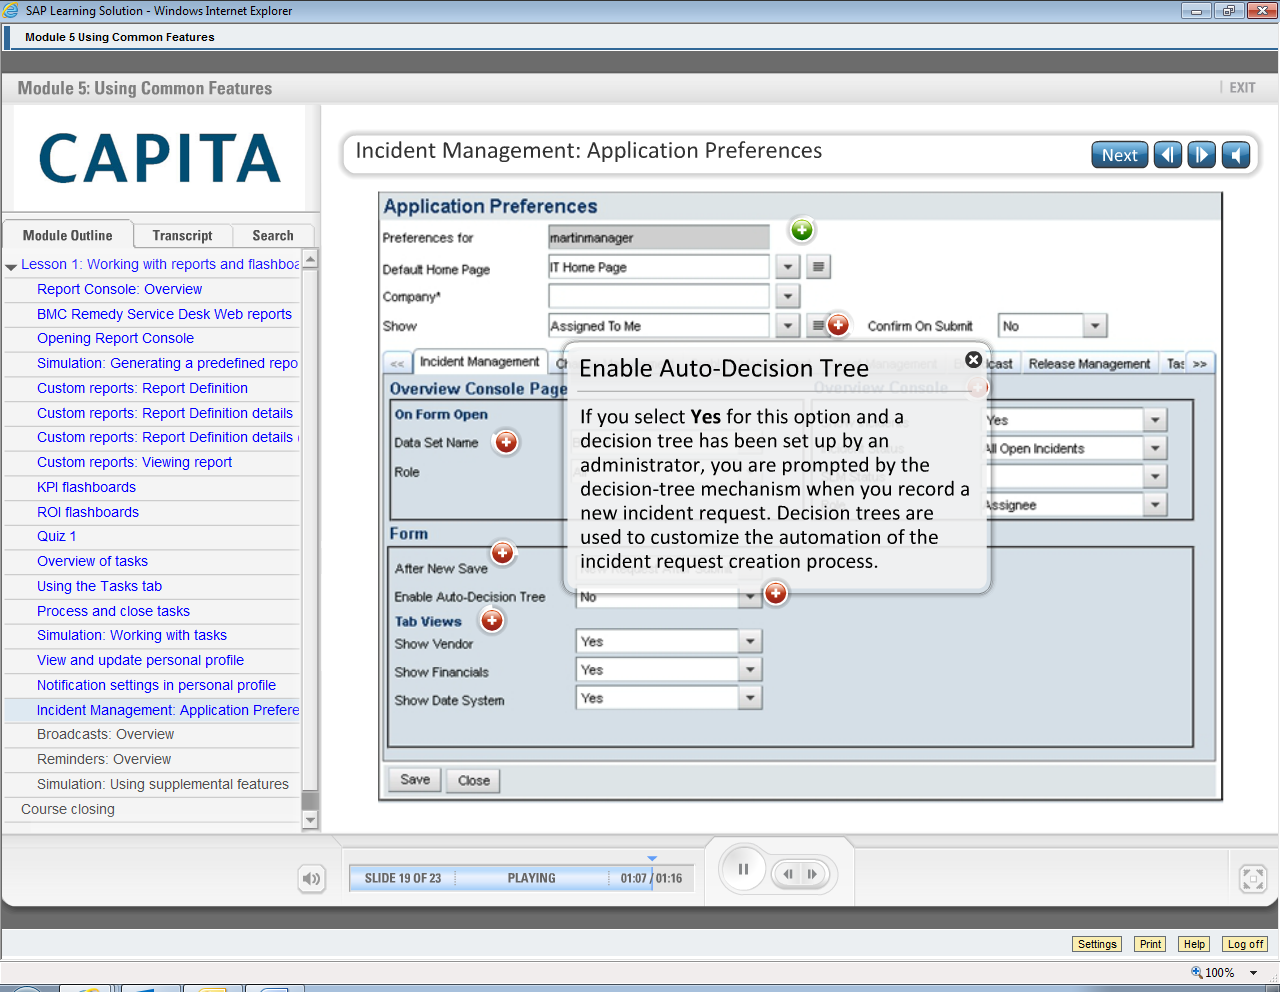 SAP Learning Solution - Windows Internet Explorer
Module 5 Using Common Features
Module 5: Using Common Features
EXIT
CAPITA
Incident Management: Application Preferences
Next
Module Outline
Transcript
Search
Lesson 1: Working with reports and flashboa
Report Console: Overview
BMC Remedy Service Desk Web reports
Opening Report Console
Simulation: Generating a predefined repo
Custom reports: Report Definition
Custom reports: Report Definition details
Custom reports: Report Definition details (
Custom reports: Viewing report
KPI flashboards
ROI flashboards
Quiz 1
Overview of tasks
Using the Tasks tab
Process and close tasks
Simulation: Working with tasks
View and update personal profile
Notification settings in personal profile
Incident Management: Application Prefere
Broadcasts: Overview
Reminders: Overview
Simulation: Using supplemental features
Course closing
Application Preferences
Preferences for martinmanager
Default Home Page IT Home Page
Company*
Show Assigned To Me Confirm On Submit No
<< Incident Management Ch cast Release Management Tas >>
Overview Console Page Overview Console
On Form Open
Data Set Name
Role
Yes
All Open Incidents
Assignee
Enable Auto-Decision Tree
If you select Yes for this option and a
decision tree has been set up by an
administrator, you are prompted by the
decision-tree mechanism when you record a
new incident request. Decision trees are
used to customize the automation of the
incident request creation process.
Form
After New Save
Enable Auto-Decision Tree No
Tab Views
Show Vendor Yes
Show Financials Yes
Show Date System Yes
Save Close
SLIDE 19 OF 23 PLAYING 01:07 / 01:16
Settings Print Help Log off
100%